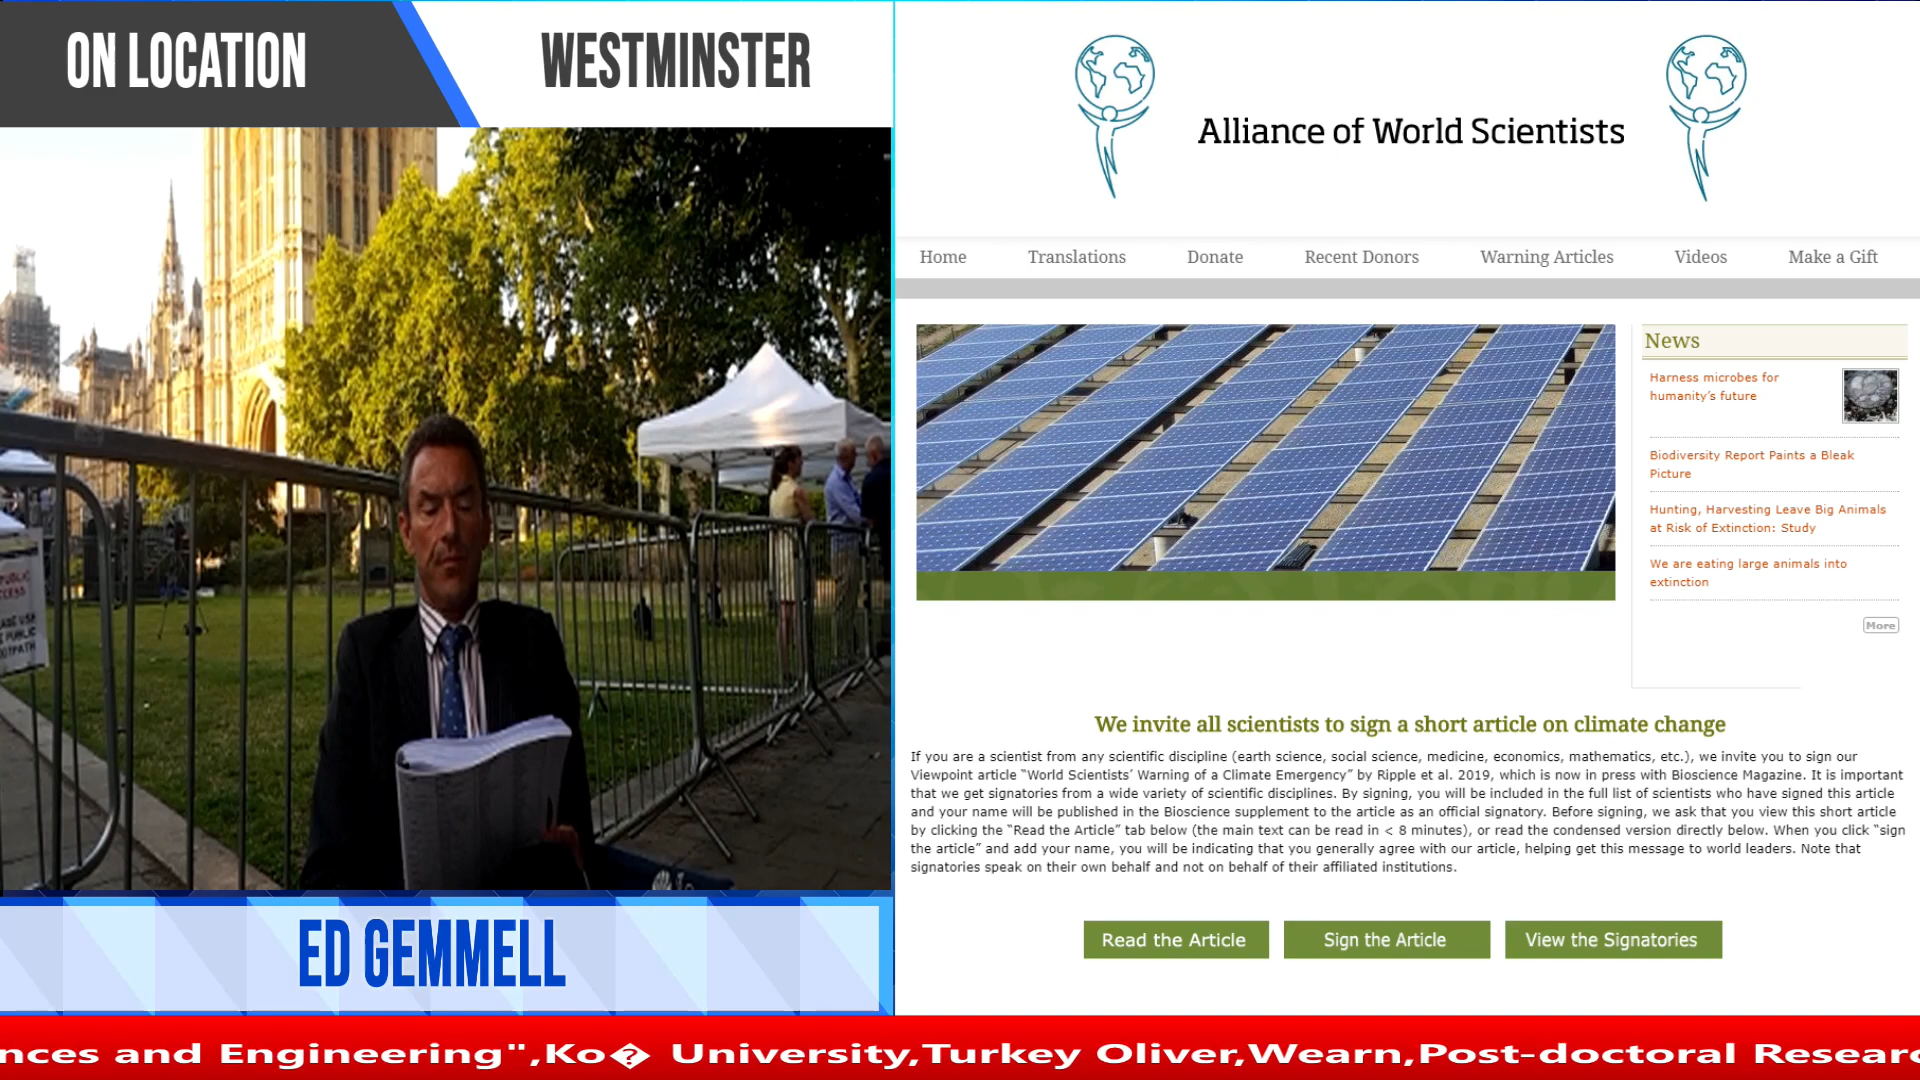 ON LOCATION
WESTMINSTER
ED GEMMELL
Alliance of World Scientists
Home Translations Donate Recent Donors Warning Articles Videos Make a Gift
News
Harness microbes for
humanity's future
Biodiversity Report Paints a Bleak
Picture
Hunting, Harvesting Leave Big Animals
at Risk of Extinction: Study
We are eating large animals into
extinction
More
We invite all scientists to sign a short article on climate change
If you are a scientist from any scientific discipline (earth science, social science, medicine, economics, mathematics, etc.), we invite you to sign our
Viewpoint article “World Scientists’ Warning of a Climate Emergency” by Ripple et al. 2019, which is now in press with Bioscience Magazine. It is important
that we get signatories from a wide variety of scientific disciplines. By signing, you will be included in the full list of scientists who have signed this article
and your name will be published in the Bioscience supplement to the article as an official signatory. Before signing, we ask that you view this short article
by clicking the “Read the Article” tab below (the main text can be read in < 8 minutes), or read the condensed version directly below. When you click “sign
the article” and add your name, you will be indicating that you generally agree with our article, helping get this message to world leaders. Note that
signatories speak on their own behalf and not on behalf of their affiliated institutions.
Read the Article Sign the Article View the Signatories
nces and Engineering",Ko� University,Turkey Oliver,Wearn,Post-doctoral Researc